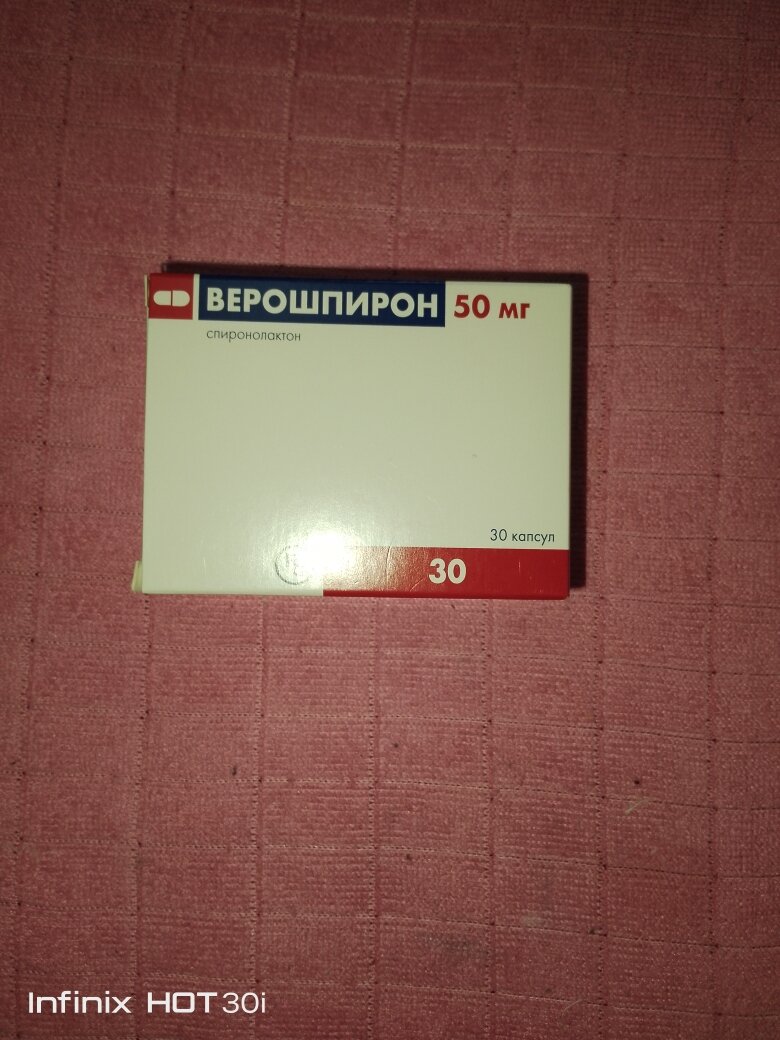 ВЕРОШПИРОН 50 мг
спиронолактон
30 капсул
30
Infinix HOT 30i